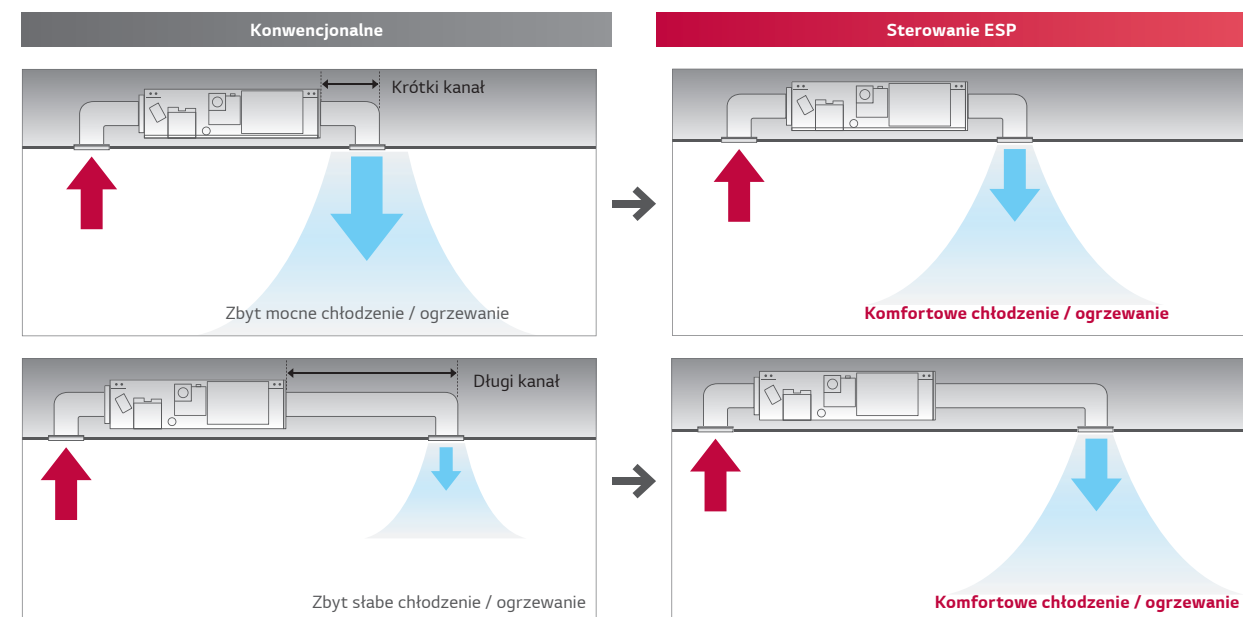 Konwencjonalne
Sterowanie ESP
Krótki kanał
Zbyt mocne chłodzenie / ogrzewanie
Komfortowe chłodzenie / ogrzewanie
Długi kanał
Zbyt słabe chłodzenie / ogrzewanie
Komfortowe chłodzenie / ogrzewanie